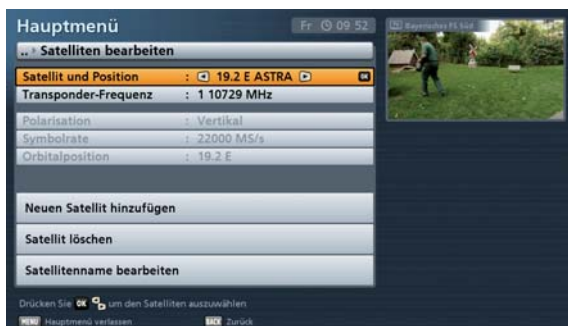 Hauptmenü
Fr 09 52
Bayerisches FS Süd
.. Satelliten bearbeiten
Satellit und Position : 19.2 E ASTRA OK
Transponder-Frequenz : 1 10729 MHz
Polarisation : Vertikal
Symbolrate : 22000 MS/s
Orbitalposition : 19.2 E
Neuen Satellit hinzufügen
Satellit löschen
Satellitenname bearbeiten
Drücken Sie OK um den Satelliten auszuwählen
MENU Hauptmenü verlassen BACK Zurück